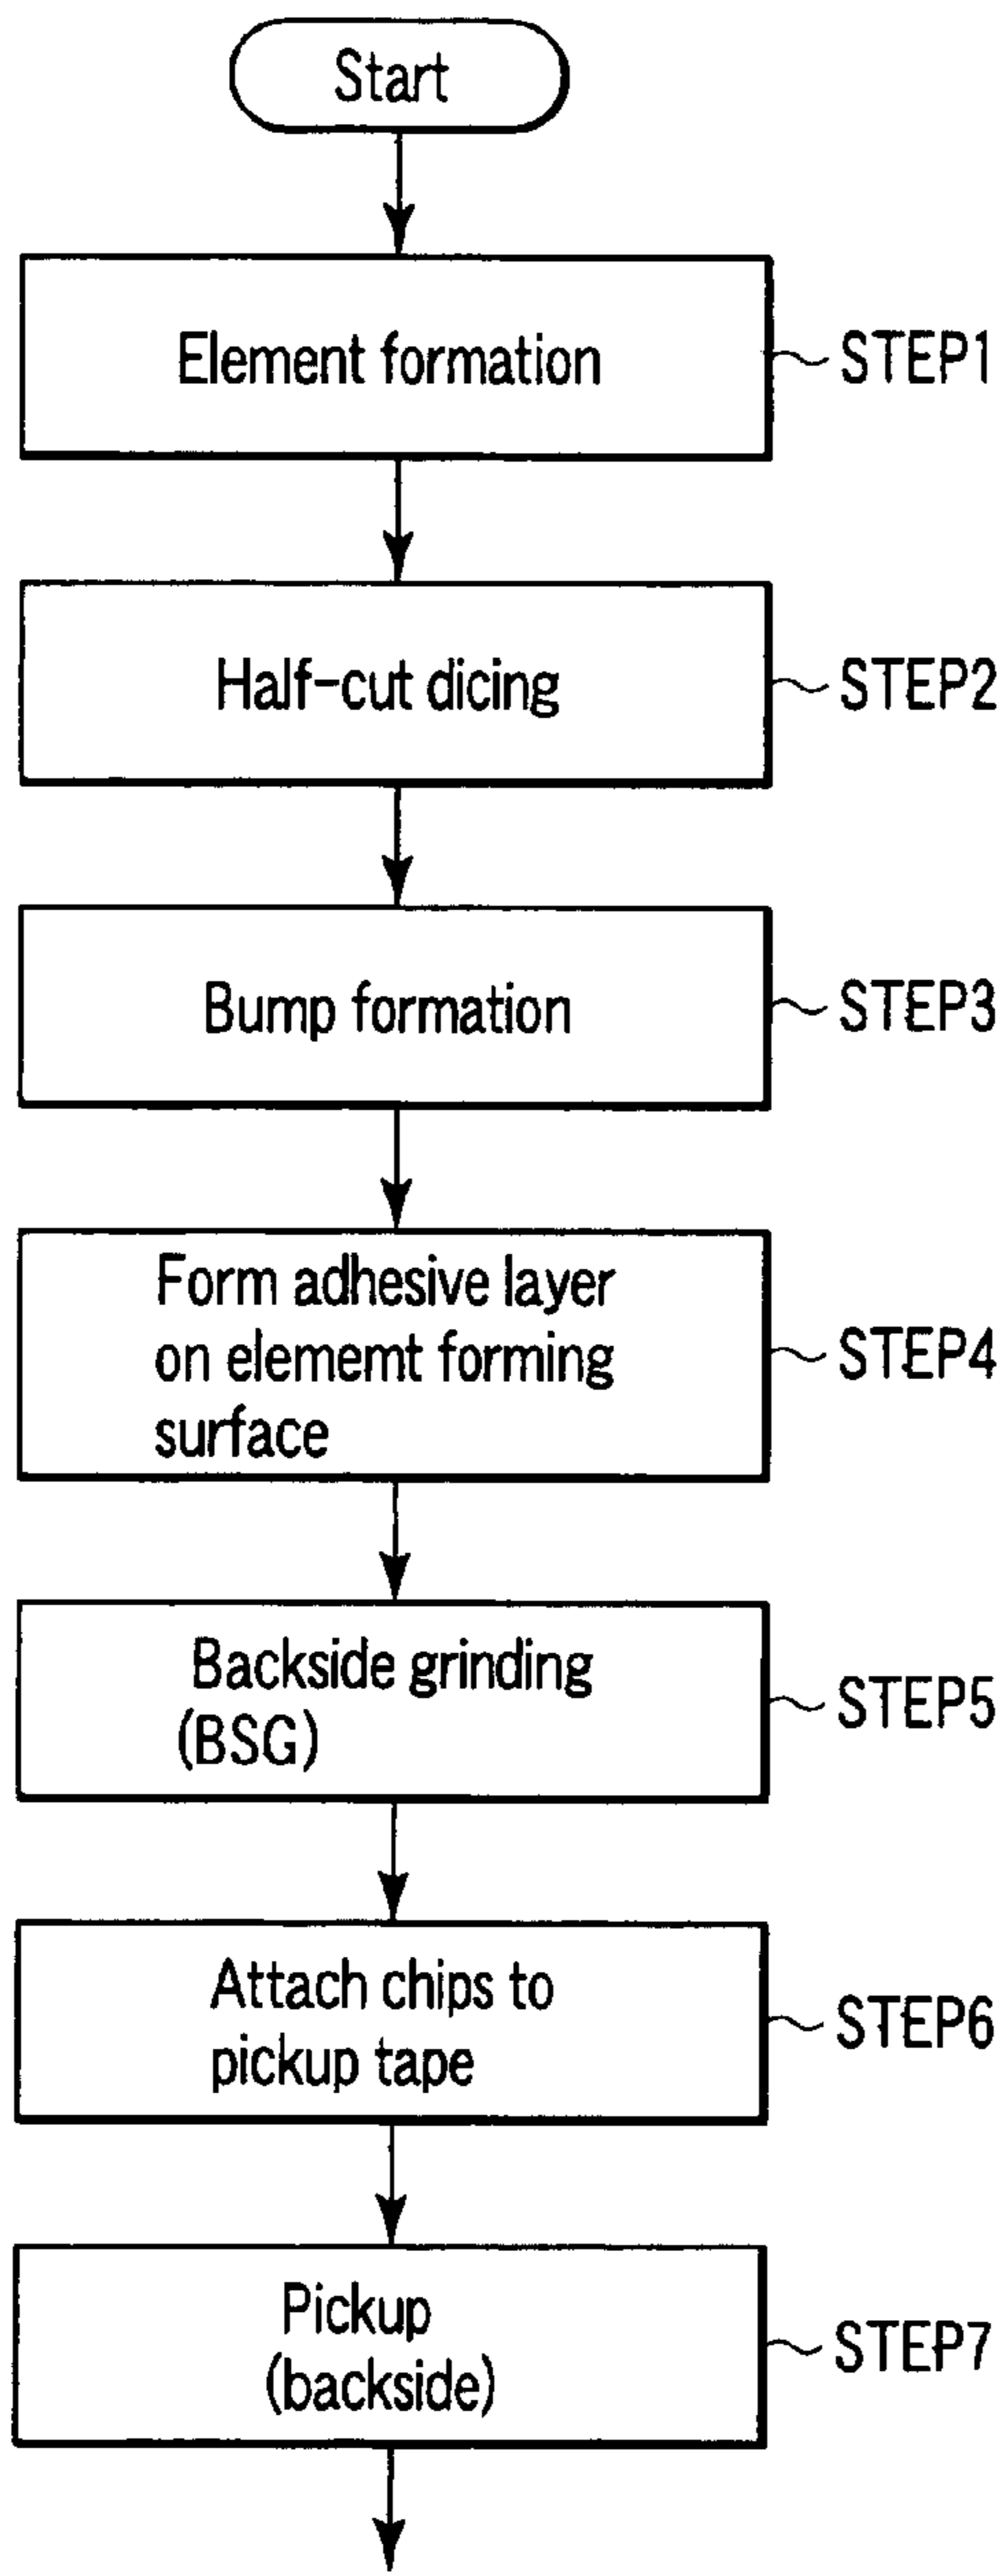 Start
Element formation
STEP1
Half-cut dicing
STEP2
Bump formation
STEP3
Form adhesive layer
on elememt forming
surface
STEP4
Backside grinding
(BSG)
STEP5
Attach chips to
pickup tape
STEP6
Pickup
(backside)
STEP7